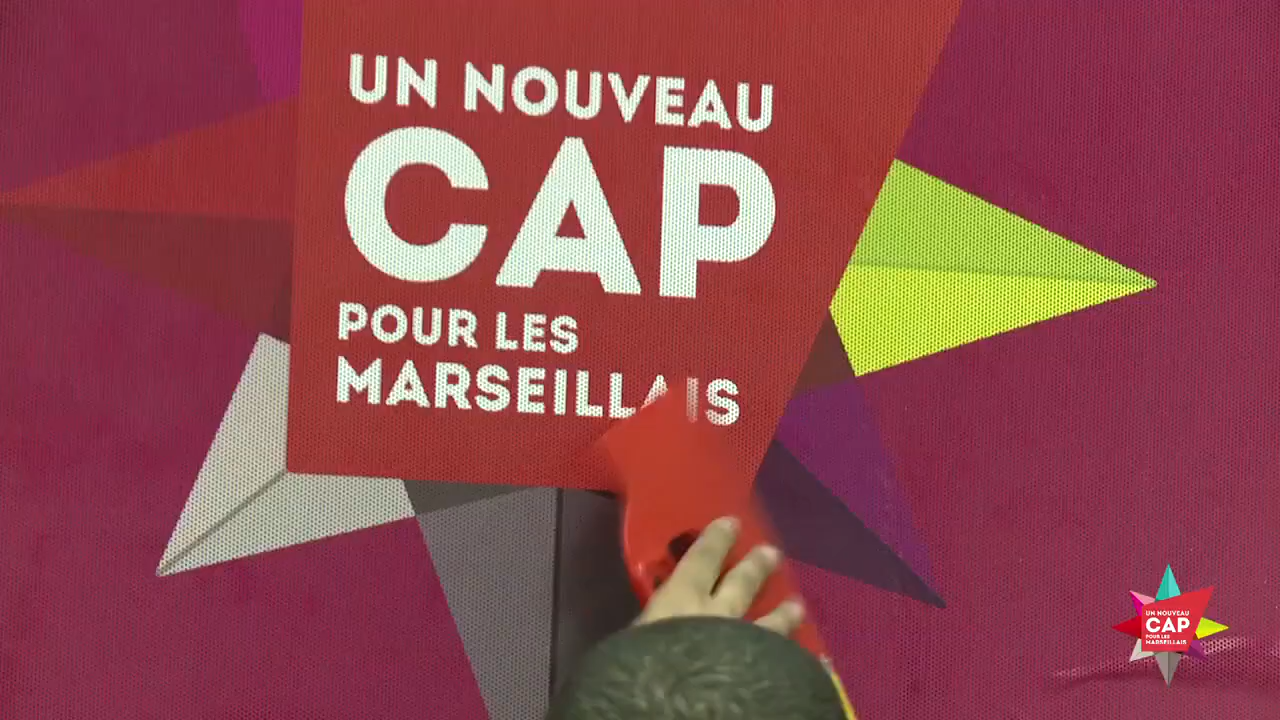 UN NOUVEAU
CAP
POUR LES
MARSEILLAIS
UN NOUVEAU
CAP
POUR LES
MARSEILLAIS